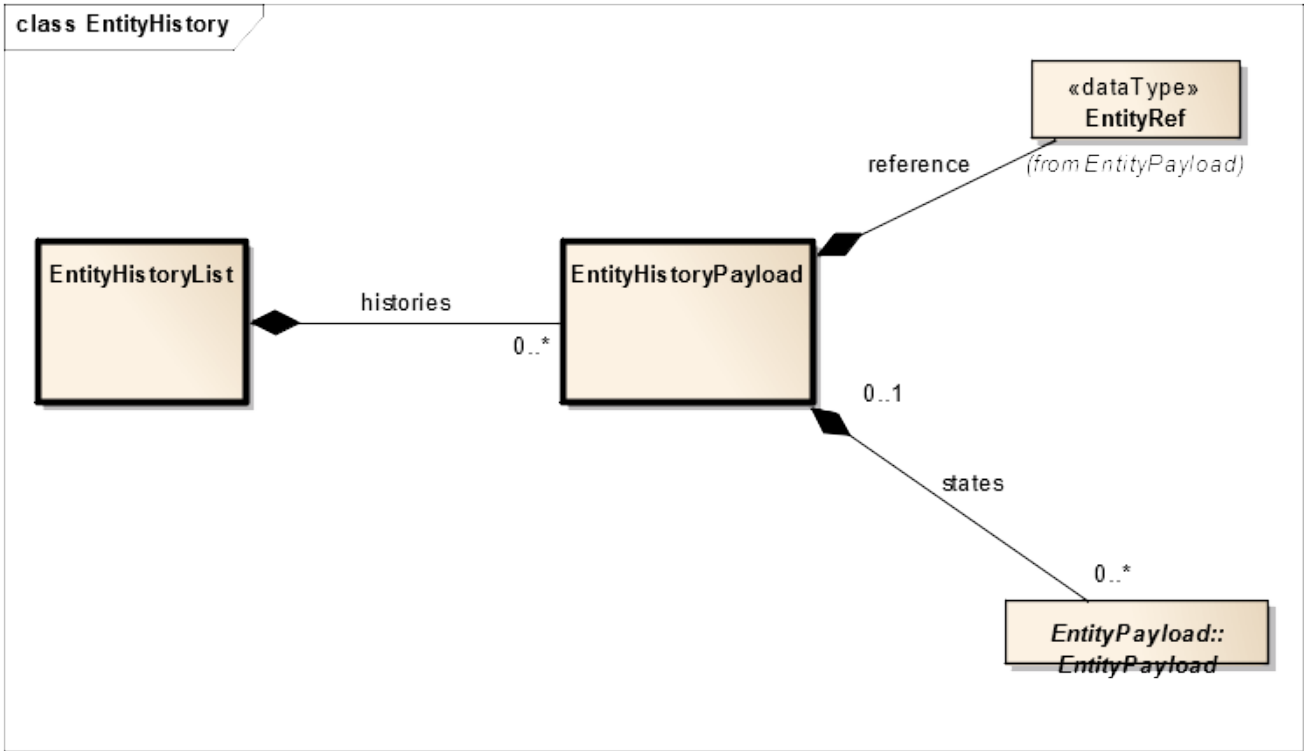 class EntityHistory
«dataType»
EntityRef
(from EntityPayload)
reference
EntityHistoryList
histories
0..*
EntityHistoryPayload
0..1
states
0..*
EntityPayload::
EntityPayload